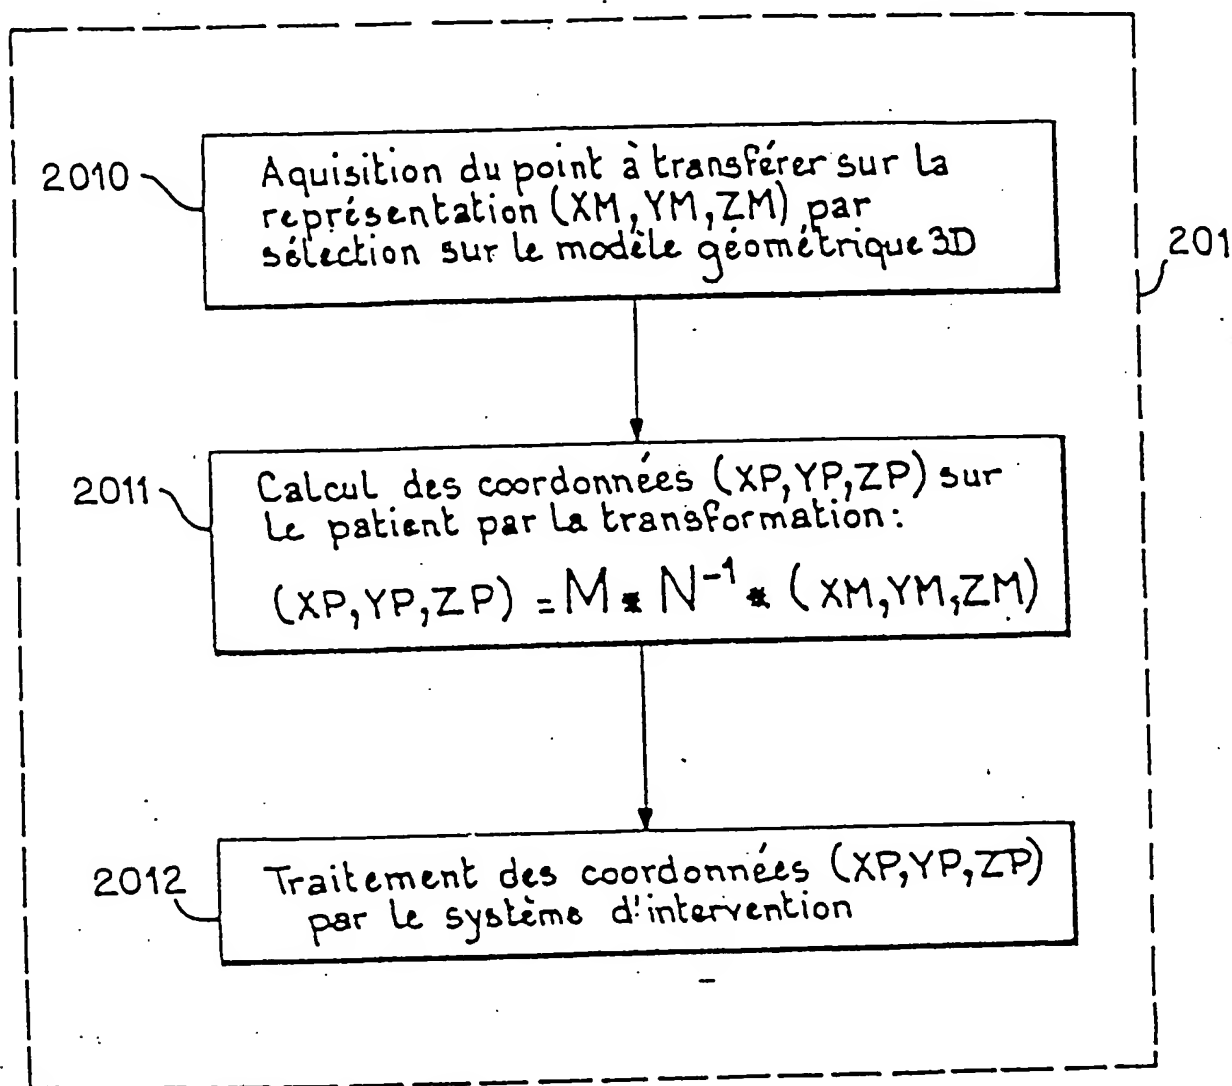 2010
Aquisition du point à transférer sur la
représentation (XM,YM,ZM) par
sélection sur le modèle géométrique 3D
201
2011
Calcul des coordonnées (XP,YP,ZP) sur
le patient par la transformation:
(XP,YP,ZP) = M * N⁻¹ * (XM,YM,ZM)
2012
Traitement des coordonnées (XP,YP,ZP)
par le système d'intervention